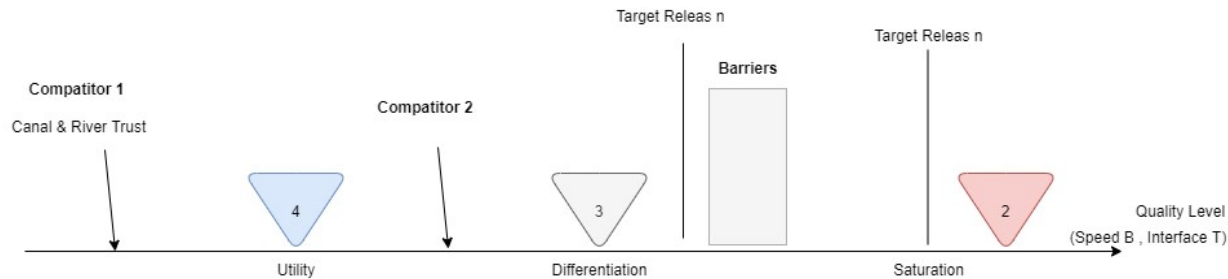 Target Releas n
Target Releas n
Barriers
Compatitor 1
Compatitor 2
Canal & River Trust
4
3
2
Quality Level
(Speed B , Interface T)
Utility
Differentiation
Saturation